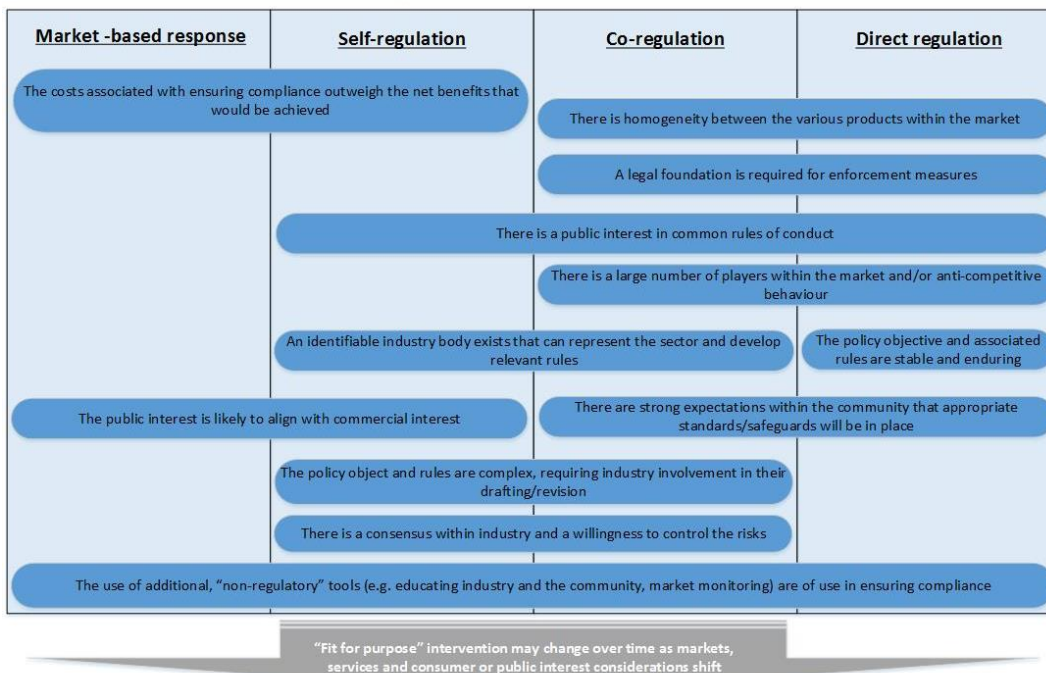 Market -based response
Self-regulation
Co-regulation
Direct regulation
The costs associated with ensuring compliance outweigh the net benefits that
would be achieved
There is homogeneity between the various products within the market
A legal foundation is required for enforcement measures
There is a public interest in common rules of conduct
There is a large number of players within the market and/or anti-competitive
behaviour
An identifiable industry body exists that can represent the sector and develop
relevant rules
The policy objective and associated
rules are stable and enduring
The public interest is likely to align with commercial interest
There are strong expectations within the community that appropriate
standards/safeguards will be in place
The policy object and rules are complex, requiring industry involvement in their
drafting/revision
There is a consensus within industry and a willingness to control the risks
The use of additional, “non-regulatory” tools (e.g. educating industry and the community, market monitoring) are of use in ensuring compliance
“Fit for purpose” intervention may change over time as markets,
services and consumer or public interest considerations shift